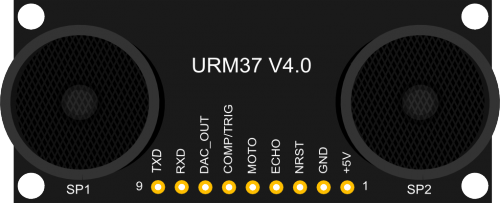 URM37 V4.0
TXD
RXD
DAC_OUT
COMP/TRIG
MOTO
ECHO
NRST
GND
+5V
SP1
9
1
SP2